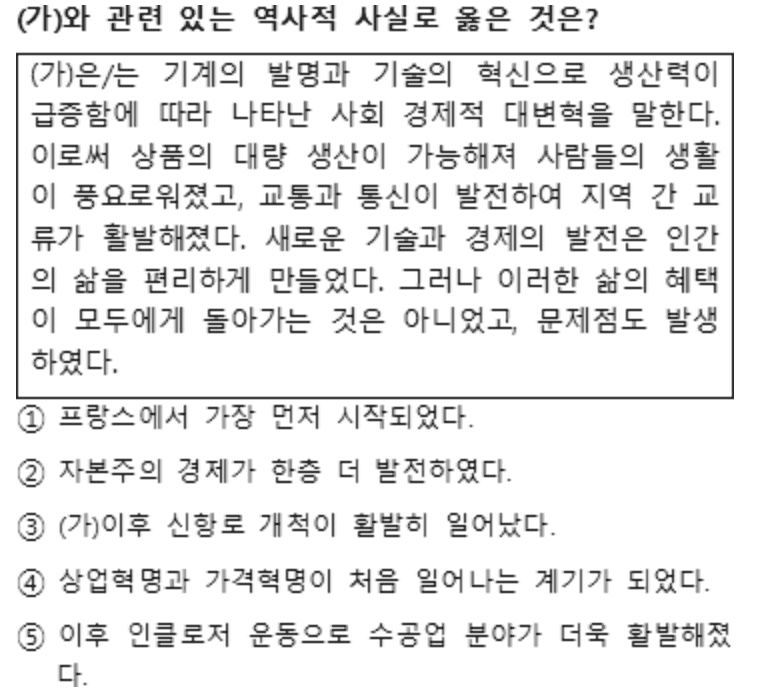 (가)와 관련 있는 역사적 사실로 옳은 것은?
(가)은/는 기계의 발명과 기술의 혁신으로 생산력이
급증함에 따라 나타난 사회 경제적 대변혁을 말한다.
이로써 상품의 대량 생산이 가능해져 사람들의 생활
이 풍요로워졌고, 교통과 통신이 발전하여 지역 간 교
류가 활발해졌다. 새로운 기술과 경제의 발전은 인간
의 삶을 편리하게 만들었다. 그러나 이러한 삶의 혜택
이 모두에게 돌아가는 것은 아니었고, 문제점도 발생
하였다.
① 프랑스에서 가장 먼저 시작되었다.
② 자본주의 경제가 한층 더 발전하였다.
③ (가)이후 신항로 개척이 활발히 일어났다.
④ 상업혁명과 가격혁명이 처음 일어나는 계기가 되었다.
⑤ 이후 인클로저 운동으로 수공업 분야가 더욱 활발해졌
다.